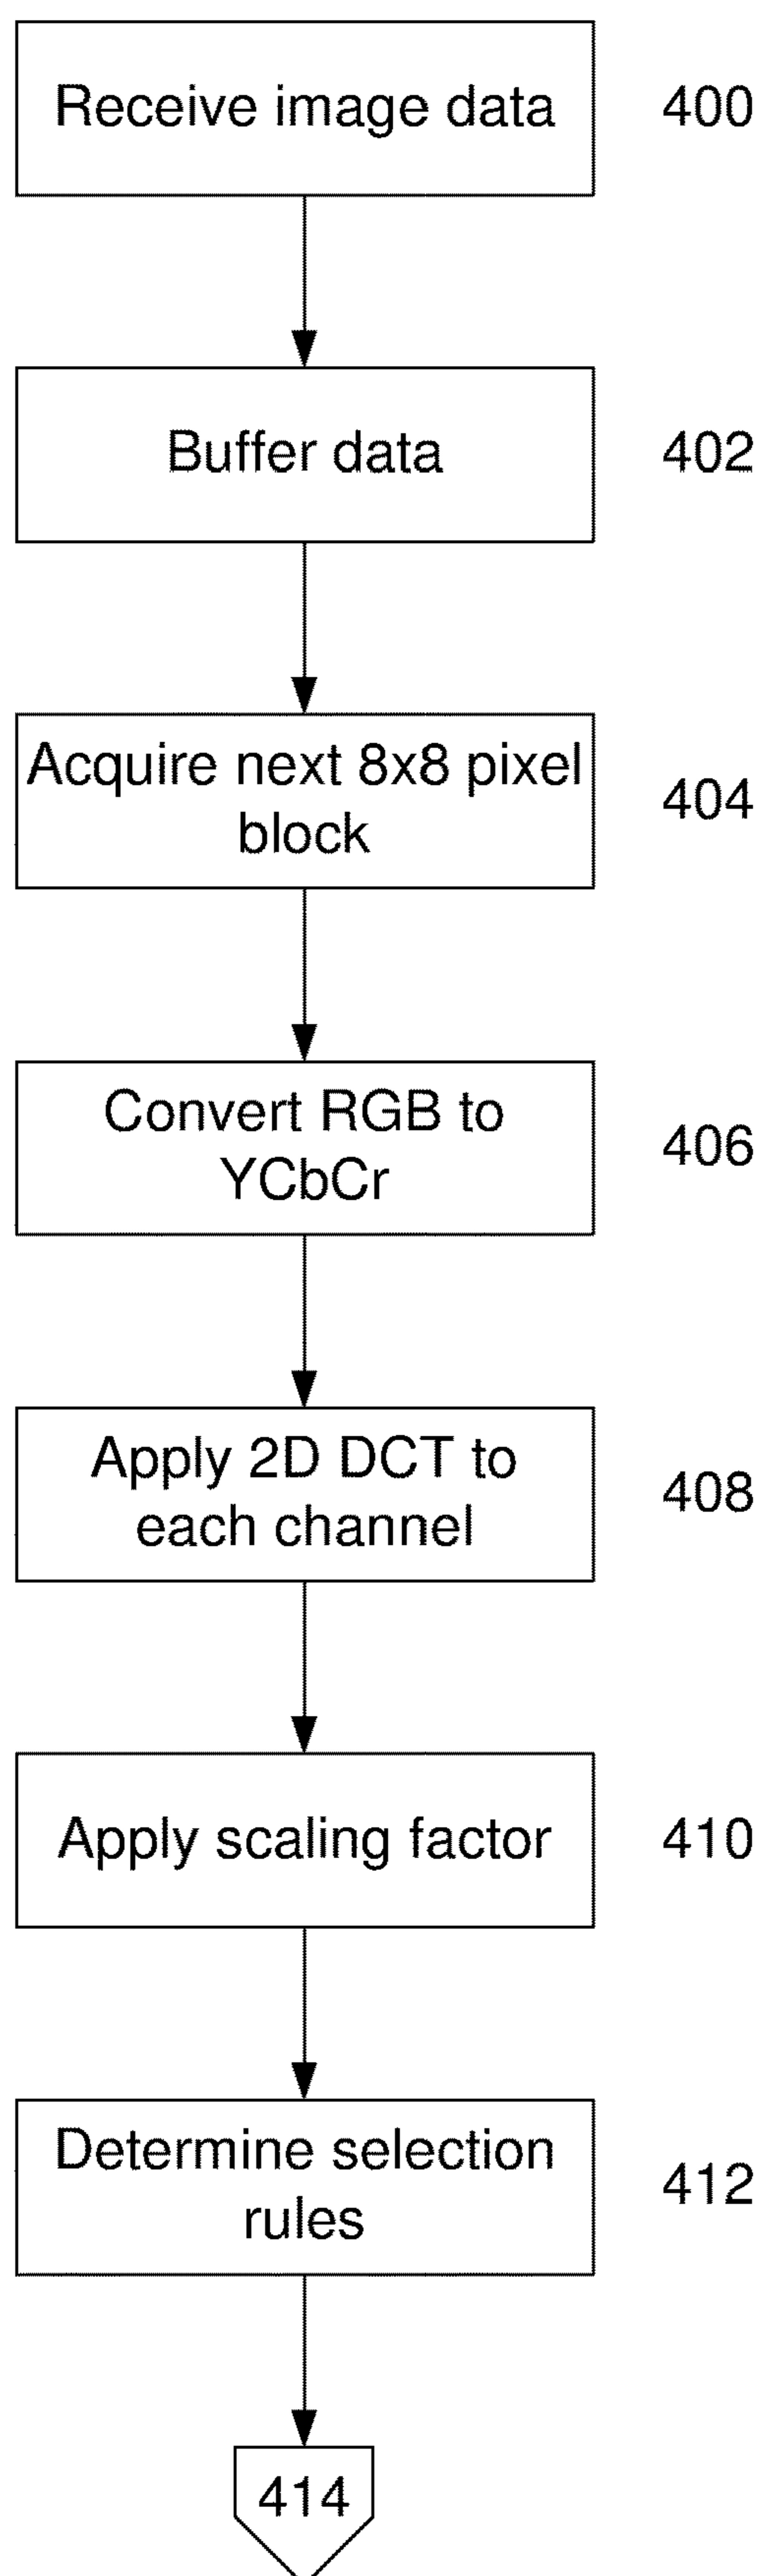 Receive image data 400
Buffer data 402
Acquire next 8x8 pixel
block
404
Convert RGB to
YCbCr
406
Apply 2D DCT to
each channel
408
Apply scaling factor 410
Determine selection
rules
412
414